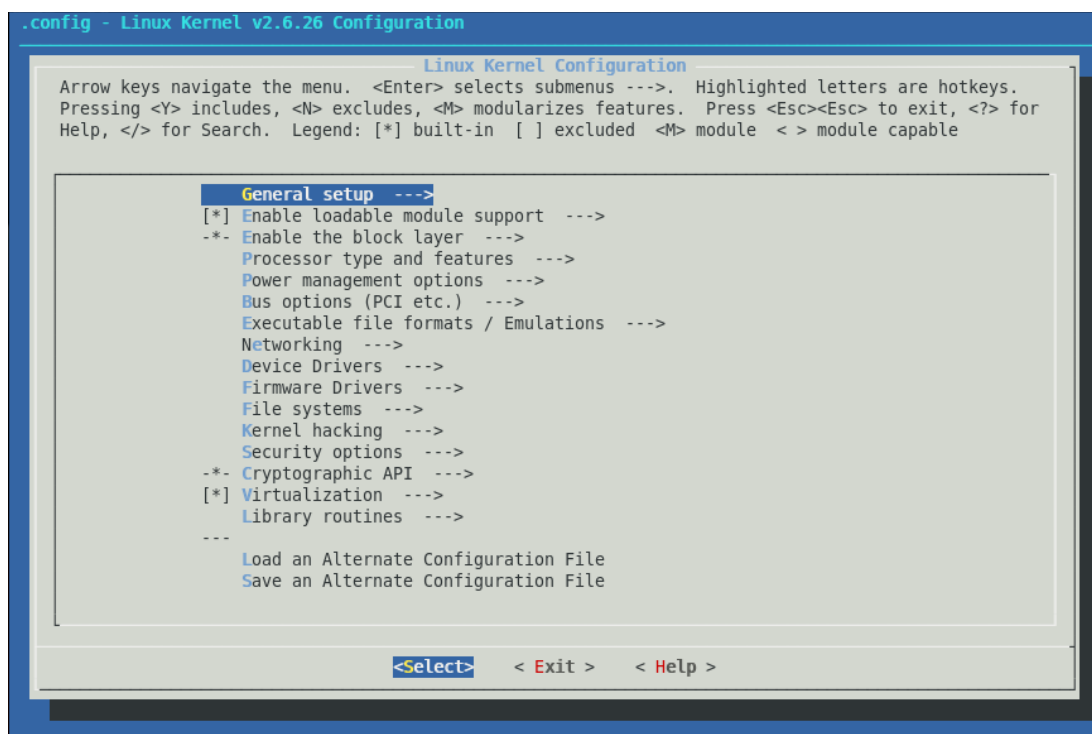 .config - Linux Kernel v2.6.26 Configuration
Linux Kernel Configuration
Arrow keys navigate the menu.  <Enter> selects submenus --->.  Highlighted letters are hotkeys.
Pressing <Y> includes, <N> excludes, <M> modularizes features.  Press <Esc><Esc> to exit, <?> for
Help, </> for Search.  Legend: [*] built-in  [ ] excluded  <M> module  < > module capable
General setup  --->
[*] Enable loadable module support  --->
-*- Enable the block layer  --->
Processor type and features  --->
Power management options  --->
Bus options (PCI etc.)  --->
Executable file formats / Emulations  --->
Networking  --->
Device Drivers  --->
Firmware Drivers  --->
File systems  --->
Kernel hacking  --->
Security options  --->
-*- Cryptographic API  --->
[*] Virtualization  --->
Library routines  --->
---
Load an Alternate Configuration File
Save an Alternate Configuration File
<Select>    < Exit >    < Help >